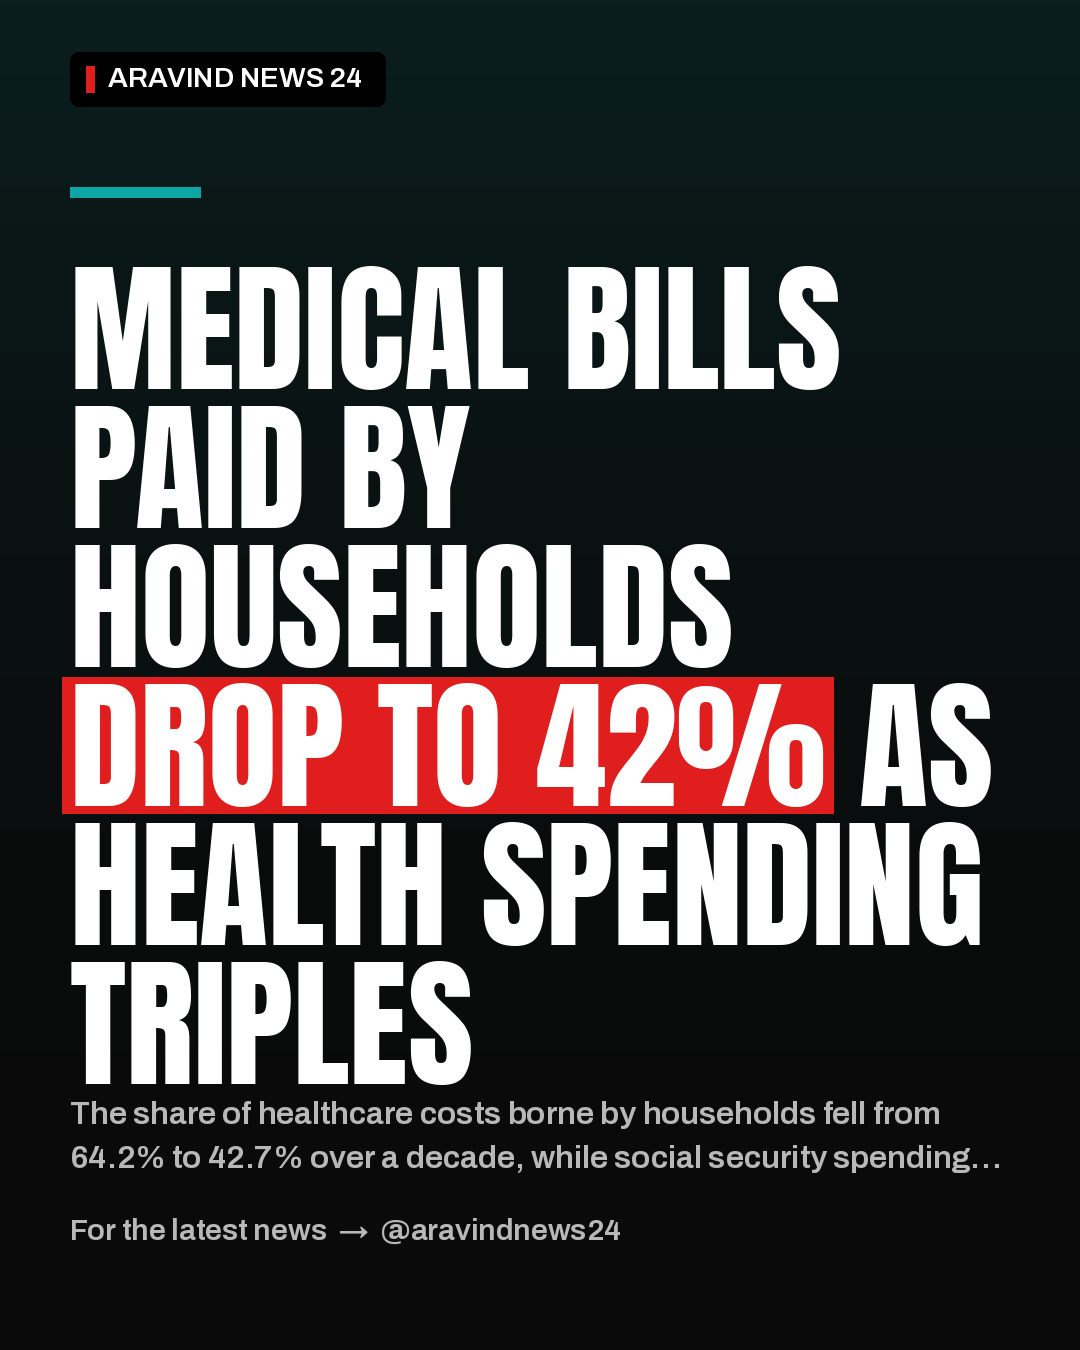 ARAVIND NEWS 24
MEDICAL BILLS
PAID BY
HOUSEHOLDS
DROP TO 42% AS
HEALTH SPENDING
TRIPLES
The share of healthcare costs borne by households fell from
64.2% to 42.7% over a decade, while social security spending…
For the latest news → @aravindnews24